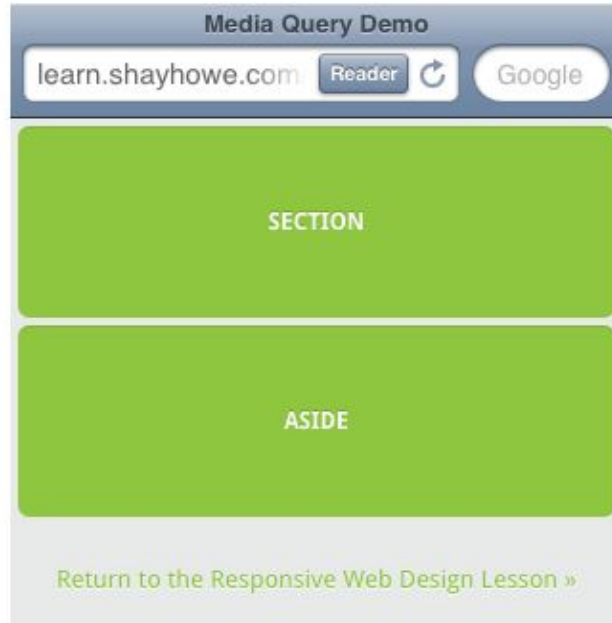 Media Query Demo
learn.shayhowe.com Reader Google
SECTION
ASIDE
Return to the Responsive Web Design Lesson »